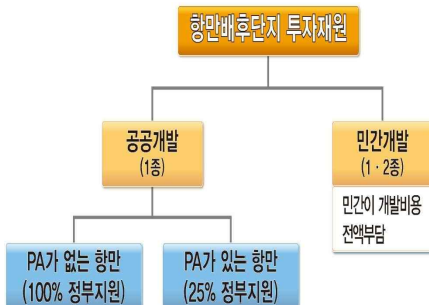 항만배후단지 투자재원
공공개발
(1종)
민간개발
(1·2종)
민간이 개발비용
전액부담
PA가 없는 항만
(100% 정부지원)
PA가 있는 항만
(25% 정부지원)